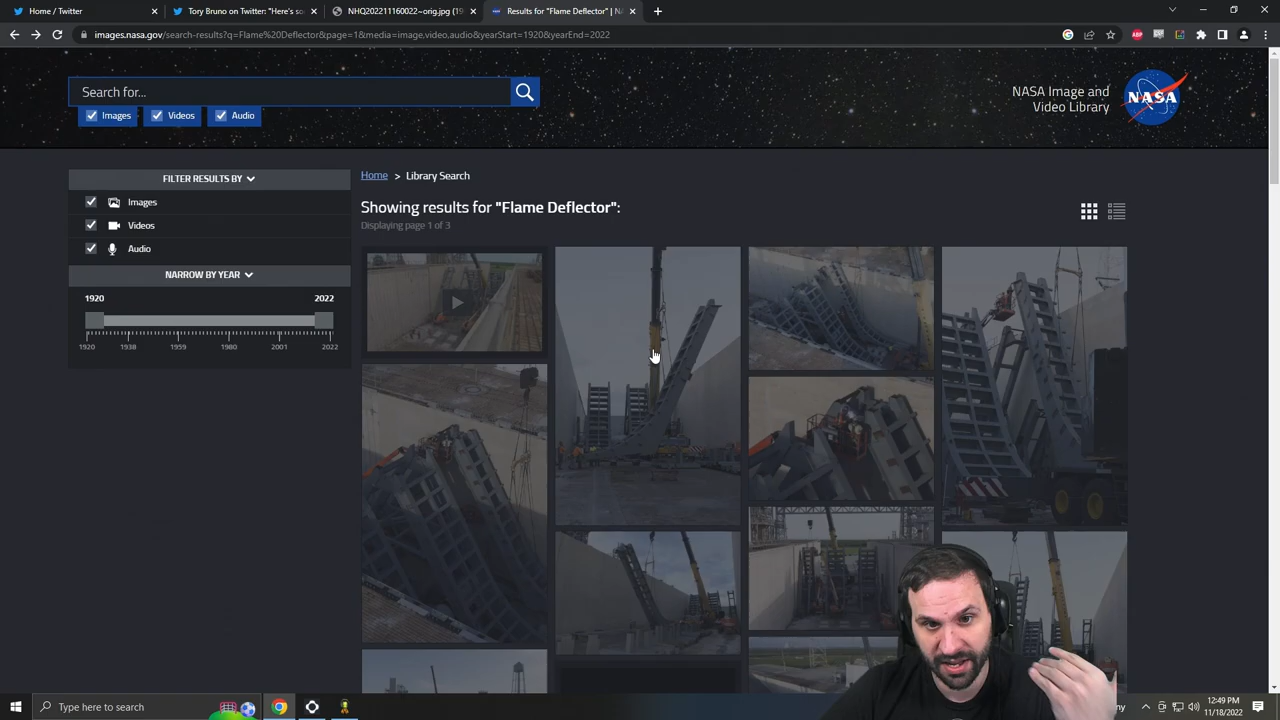 Home / Twitter
Tory Bruno on Twitter: "Here's so
NHQ202211160022~orig.jpg (19
Results for "Flame Deflector"
images.nasa.gov/search-results?q=Flame%20Deflector&page=1&media=image,video,audio&yearStart=1920&yearEnd=2022
Search for...
Images
Videos
Audio
NASA Image and
Video Library
NASA
FILTER RESULTS BY
Images
Videos
Audio
NARROW BY YEAR
1920 2022
1920 1938 1959 1980 2001 2022
Home > Library Search
Showing results for "Flame Deflector":
Displaying page 1 of 3
Type here to search
12:49 PM
11/18/2022